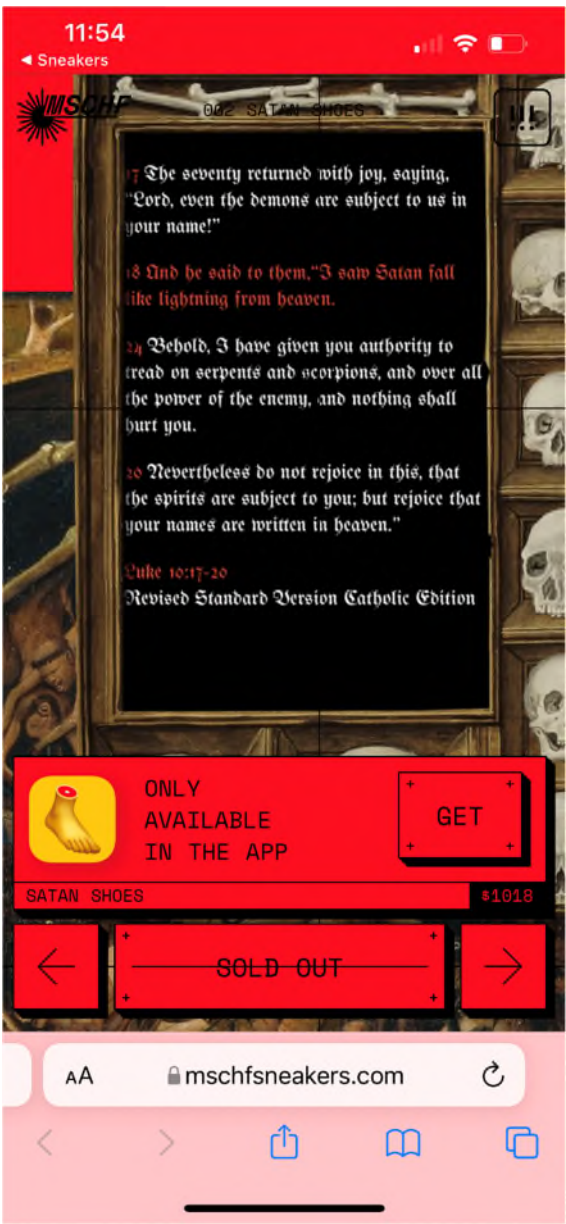 11:54
◀ Sneakers
MSCHF
002 SATAN SHOES
!!!
17 The seventy returned with joy, saying,
“Lord, even the demons are subject to us in
your name!”
18 And he said to them,“I saw Satan fall
like lightning from heaven.
24 Behold, I have given you authority to
tread on serpents and scorpions, and over all
the power of the enemy, and nothing shall
hurt you.
20 Nevertheless do not rejoice in this, that
the spirits are subject to you; but rejoice that
your names are written in heaven.”
Luke 10:17-20
Revised Standard Version Catholic Edition
ONLY
AVAILABLE
IN THE APP
GET
SATAN SHOES
$1018
SOLD OUT
AA
mschfsneakers.com